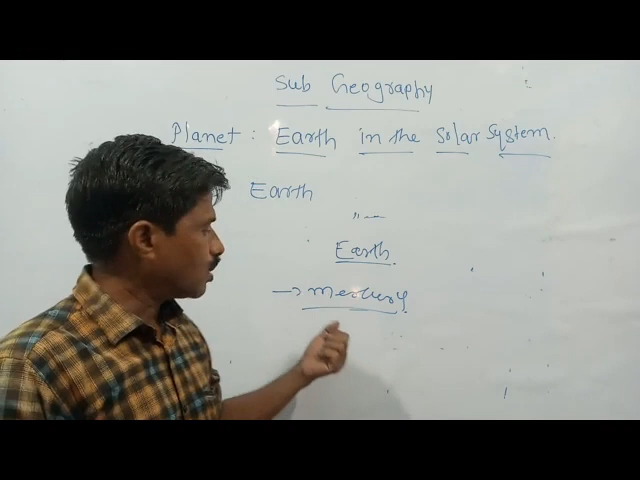 Sub Geography
Planet : Earth in the Solar System.
Earth
Earth
→ mercury